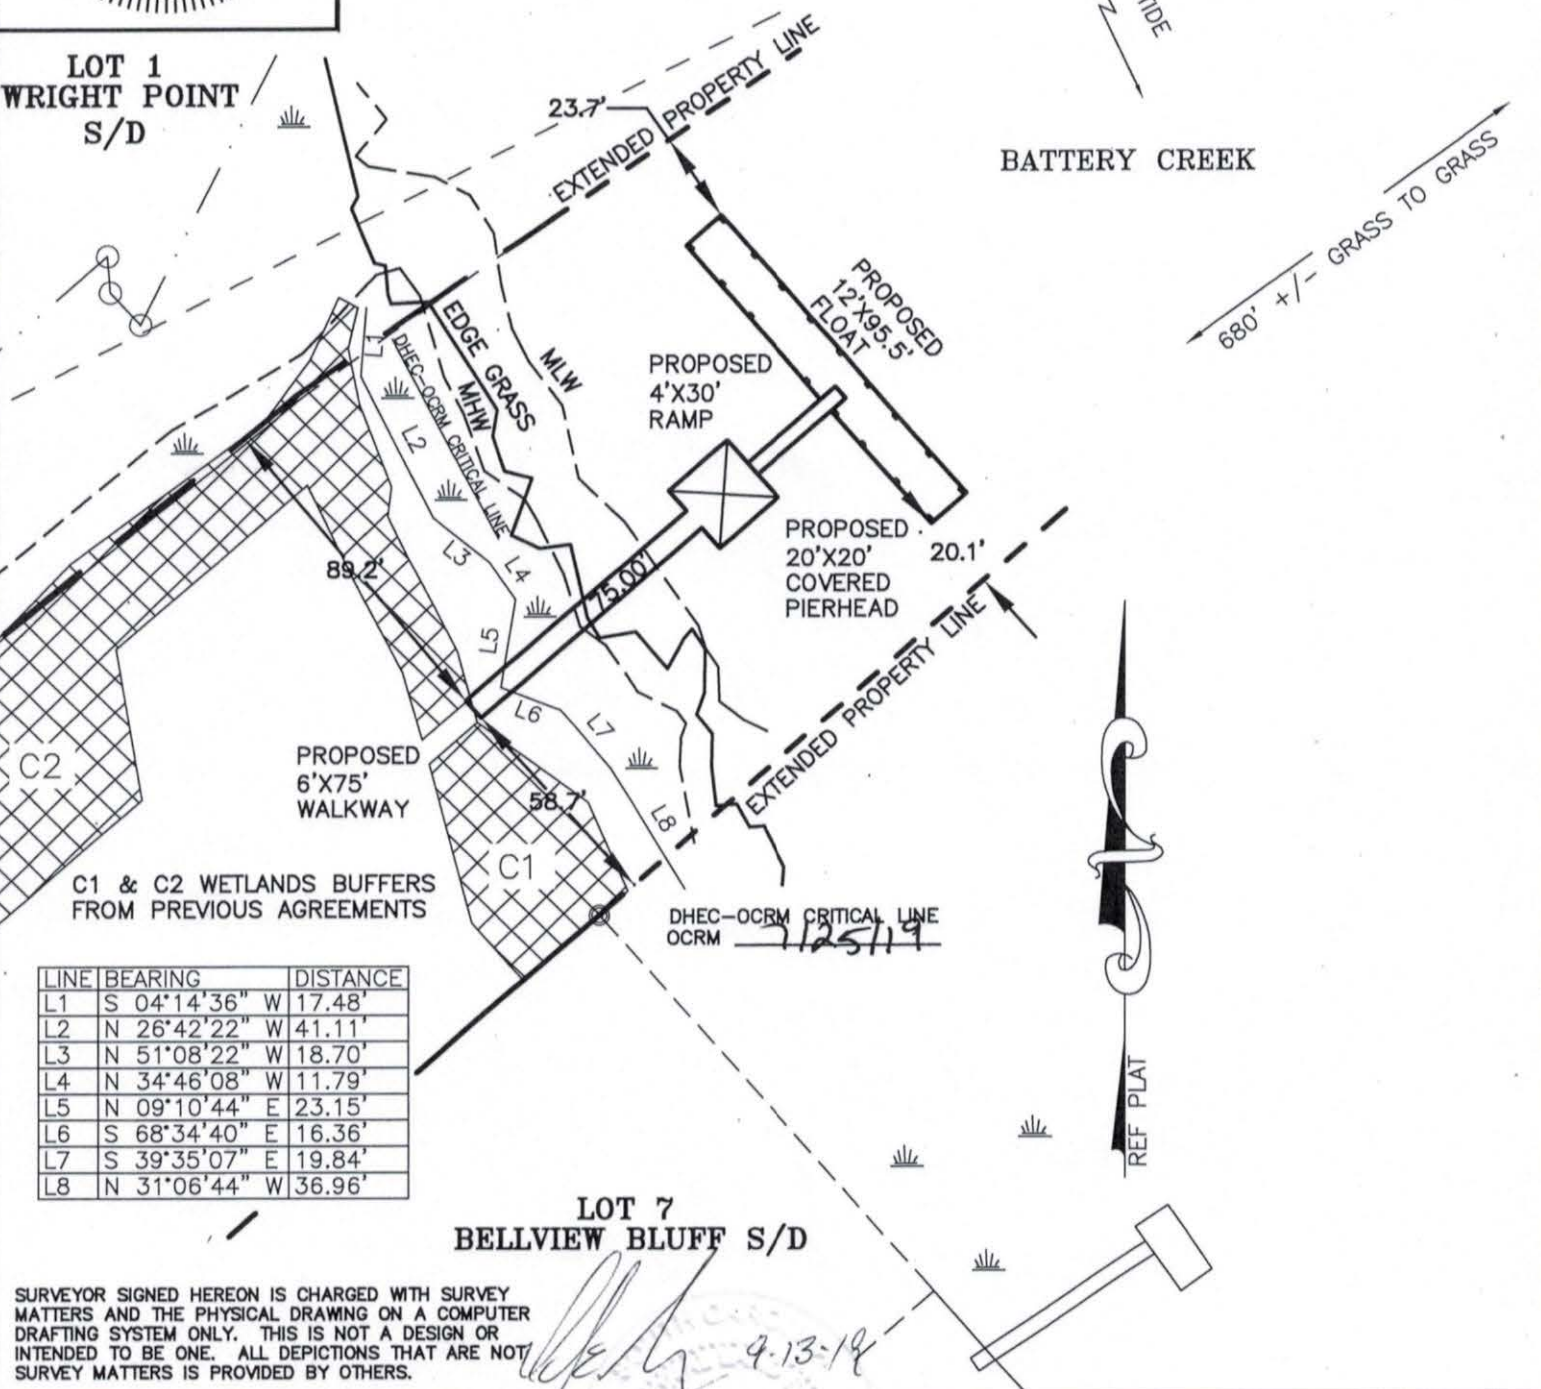 LOT 1
WRIGHT POINT
S/D
23.7'
EXTENDED PROPERTY LINE
BATTERY CREEK
680' +/- GRASS TO GRASS
PROPOSED
12'X95.5'
FLOAT
EDGE GRASS
MLW
MHW
DHEC-OCRM CRITICAL LINE
L1
L2
L3
L4
L5
L6
L7
L8
PROPOSED
4'X30'
RAMP
PROPOSED
20'X20'
COVERED
PIERHEAD
20.1'
89.2'
75.00'
EXTENDED PROPERTY LINE
58.7'
PROPOSED
6'X75'
WALKWAY
C2
C1
C1 & C2 WETLANDS BUFFERS
FROM PREVIOUS AGREEMENTS
DHEC-OCRM CRITICAL LINE
OCRM 7/25/19
LINE BEARING DISTANCE
L1 S 04°14'36" W 17.48'
L2 N 26°42'22" W 41.11'
L3 N 51°08'22" W 18.70'
L4 N 34°46'08" W 11.79'
L5 N 09°10'44" E 23.15'
L6 S 68°34'40" E 16.36'
L7 S 39°35'07" E 19.84'
L8 N 31°06'44" W 36.96'
REF PLAT
LOT 7
BELLVIEW BLUFF S/D
SURVEYOR SIGNED HEREON IS CHARGED WITH SURVEY
MATTERS AND THE PHYSICAL DRAWING ON A COMPUTER
DRAFTING SYSTEM ONLY. THIS IS NOT A DESIGN OR
INTENDED TO BE ONE. ALL DEPICTIONS THAT ARE NOT
SURVEY MATTERS IS PROVIDED BY OTHERS.
9-13-19